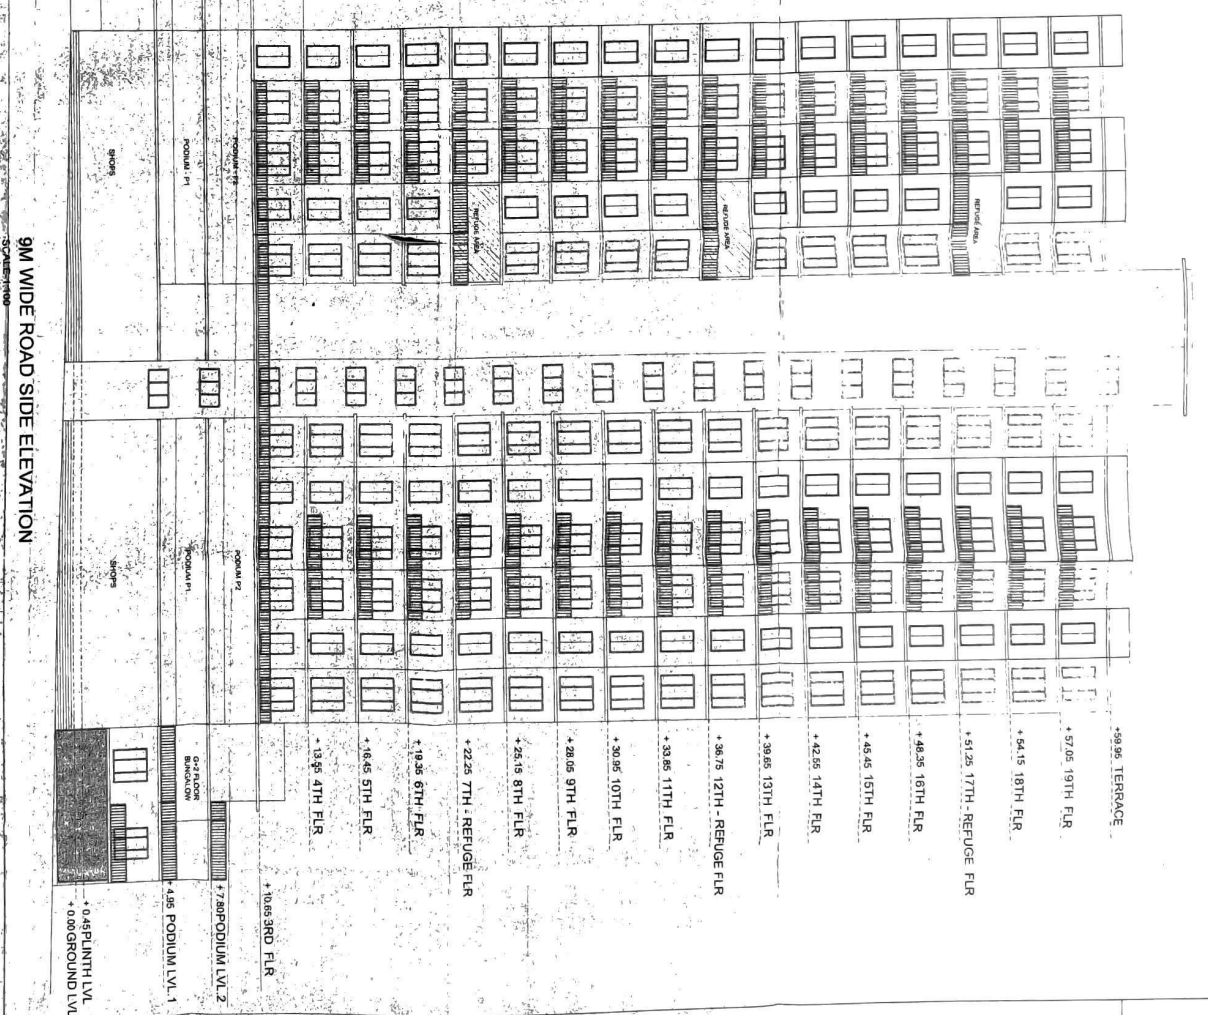 +59.95 TERRACE
+ 57.05 19TH FLR
+ 54.15 18TH FLR
+ 51.25 17TH - REFUGE FLR
+ 48.35 16TH FLR
+ 45.45 15TH FLR
+ 42.55 14TH FLR
+ 39.65 13TH FLR
+ 36.75 12TH - REFUGE FLR
+ 33.85 11TH FLR
+ 30.95 10TH FLR
+ 28.05 9TH FLR
+ 25.15 8TH FLR
+ 22.25 7TH - REFUGE FLR
+ 19.35 6TH FLR
+ 16.45 5TH FLR
+ 13.55 4TH FLR
+ 10.65 3RD FLR
+ 7.80 PODIUM LVL.2
+ 4.95 PODIUM LVL.1
+ 0.45 PLINTH LVL
+ 0.00 GROUND LVL
REFUGE AREA
REFUGE AREA
REFUGE AREA
PODIUM - P2
PODIUM P2
PODIUM - P1
PODIUM P1
G+2 FLOOR
BUNGALOW
SHOPS
SHOPS
9M WIDE ROAD SIDE ELEVATION
SCALE-1:100